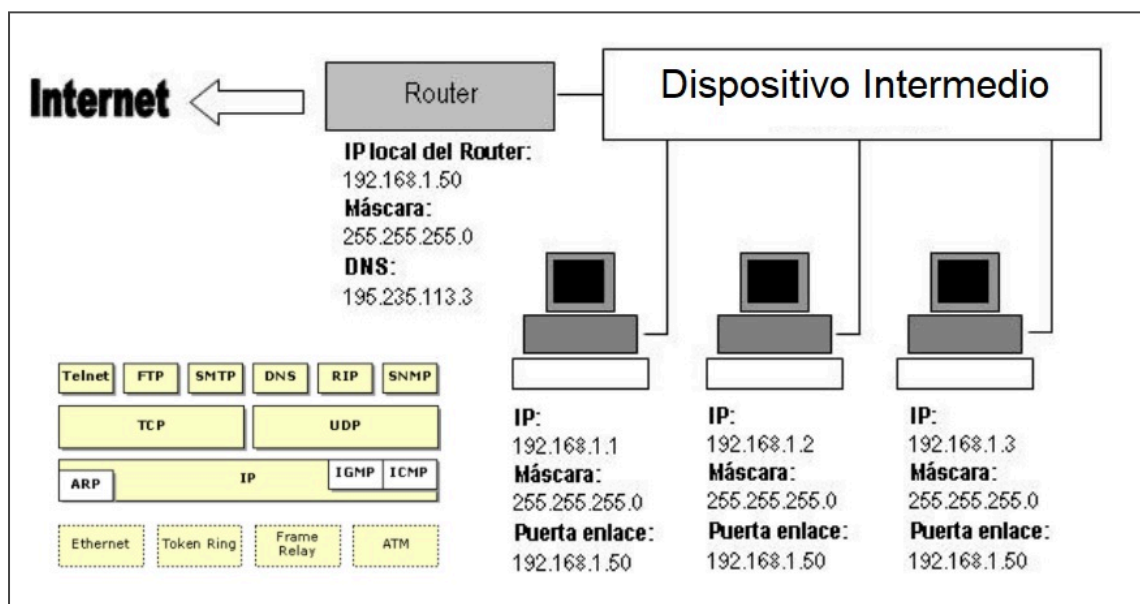 Internet
Router
Dispositivo Intermedio
IP local del Router:
192.168.1.50
Máscara:
255.255.255.0
DNS:
195.235.113.3
Telnet FTP SMTP DNS RIP SNMP
TCP UDP
ARP IP IGMP ICMP
Ethernet Token Ring Frame Relay ATM
IP:
192.168.1.1
Máscara:
255.255.255.0
Puerta enlace:
192.168.1.50
IP:
192.168.1.2
Máscara:
255.255.255.0
Puerta enlace:
192.168.1.50
IP:
192.168.1.3
Máscara:
255.255.255.0
Puerta enlace:
192.168.1.50